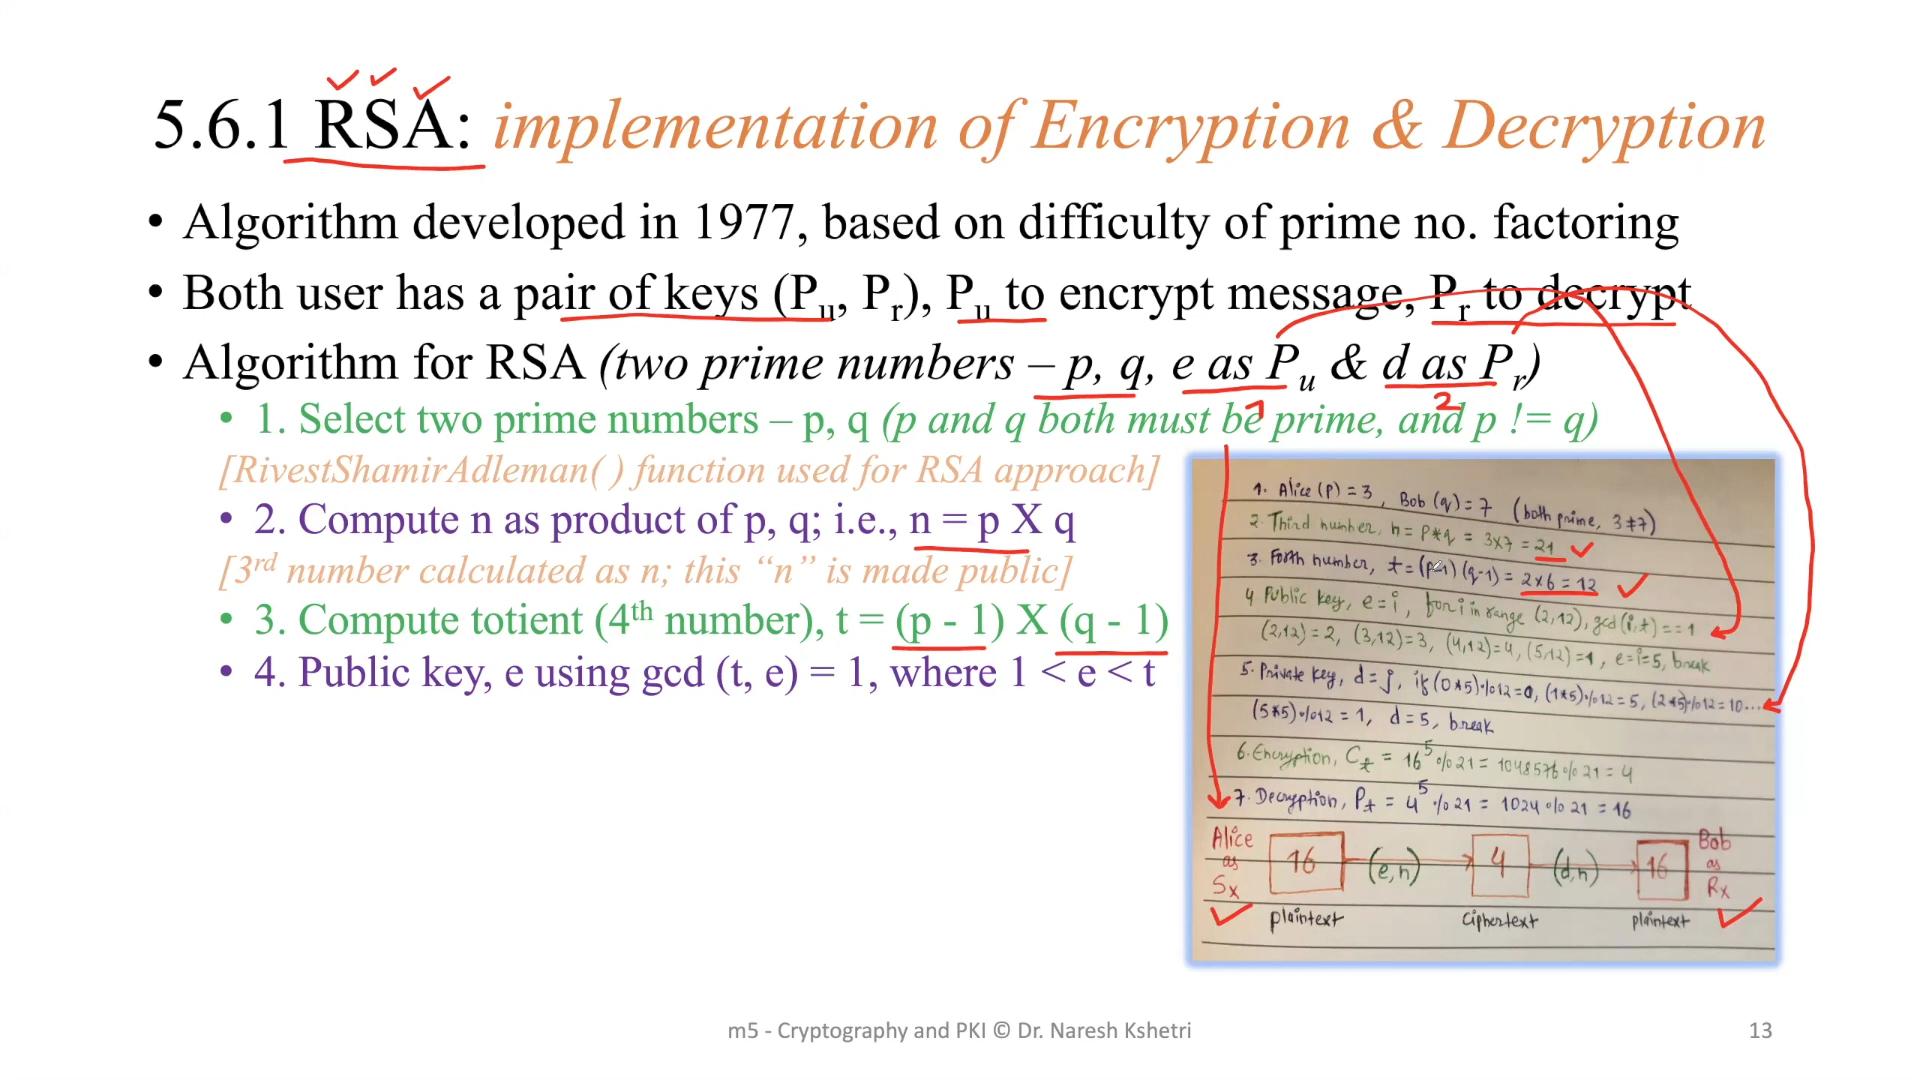 5.6.1 RSA: implementation of Encryption & Decryption
• Algorithm developed in 1977, based on difficulty of prime no. factoring
• Both user has a pair of keys (Pu, Pr), Pu to encrypt message, Pr to decrypt
• Algorithm for RSA (two prime numbers – p, q, e as Pu & d as Pr)
1 2
• 1. Select two prime numbers – p, q (p and q both must be prime, and p != q)
[RivestShamirAdleman( ) function used for RSA approach]
• 2. Compute n as product of p, q; i.e., n = p X q
[3rd number calculated as n; this “n” is made public]
• 3. Compute totient (4th number), t = (p - 1) X (q - 1)
• 4. Public key, e using gcd (t, e) = 1, where 1 < e < t
1. Alice (p) = 3, Bob (q) = 7 (both prime, 3≠7)
2. Third number, n = p*q = 3x7 = 21
3. Forth number, t = (p-1) (q-1) = 2x6 = 12
4 Public key, e = i, for i in range (2,12), gcd (i,t) == 1
(2,12) = 2, (3,12) = 3, (4,12) = 4, (5,12) = 1, e=i=5, break
5. Private key, d = j, if (0*5)%12 = 0, (1*5)%12 = 5, (2*5)%12 = 10...
(5*5)%12 = 1, d = 5, break
6. Encryption, Ct = 16^5 % 21 = 1048576 % 21 = 4
7. Decryption, Pt = 4^5 % 21 = 1024 % 21 = 16
Alice as Sx 16 (e,n) 4 (d,n) 16 Bob as Rx
plaintext ciphertext plaintext
m5 - Cryptography and PKI © Dr. Naresh Kshetri 13